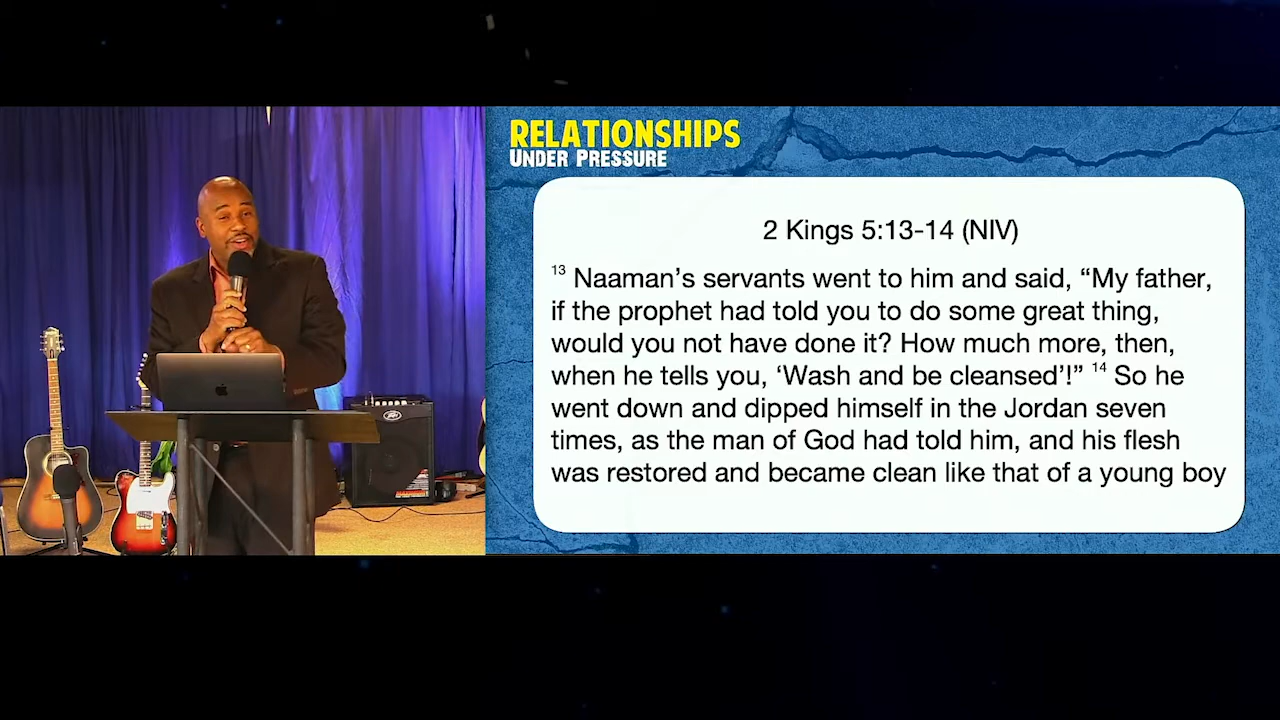 RELATIONSHIPS
UNDER PRESSURE
2 Kings 5:13-14 (NIV)
13 Naaman’s servants went to him and said, “My father,
if the prophet had told you to do some great thing,
would you not have done it? How much more, then,
when he tells you, ‘Wash and be cleansed’!” 14 So he
went down and dipped himself in the Jordan seven
times, as the man of God had told him, and his flesh
was restored and became clean like that of a young boy
PEAVEY